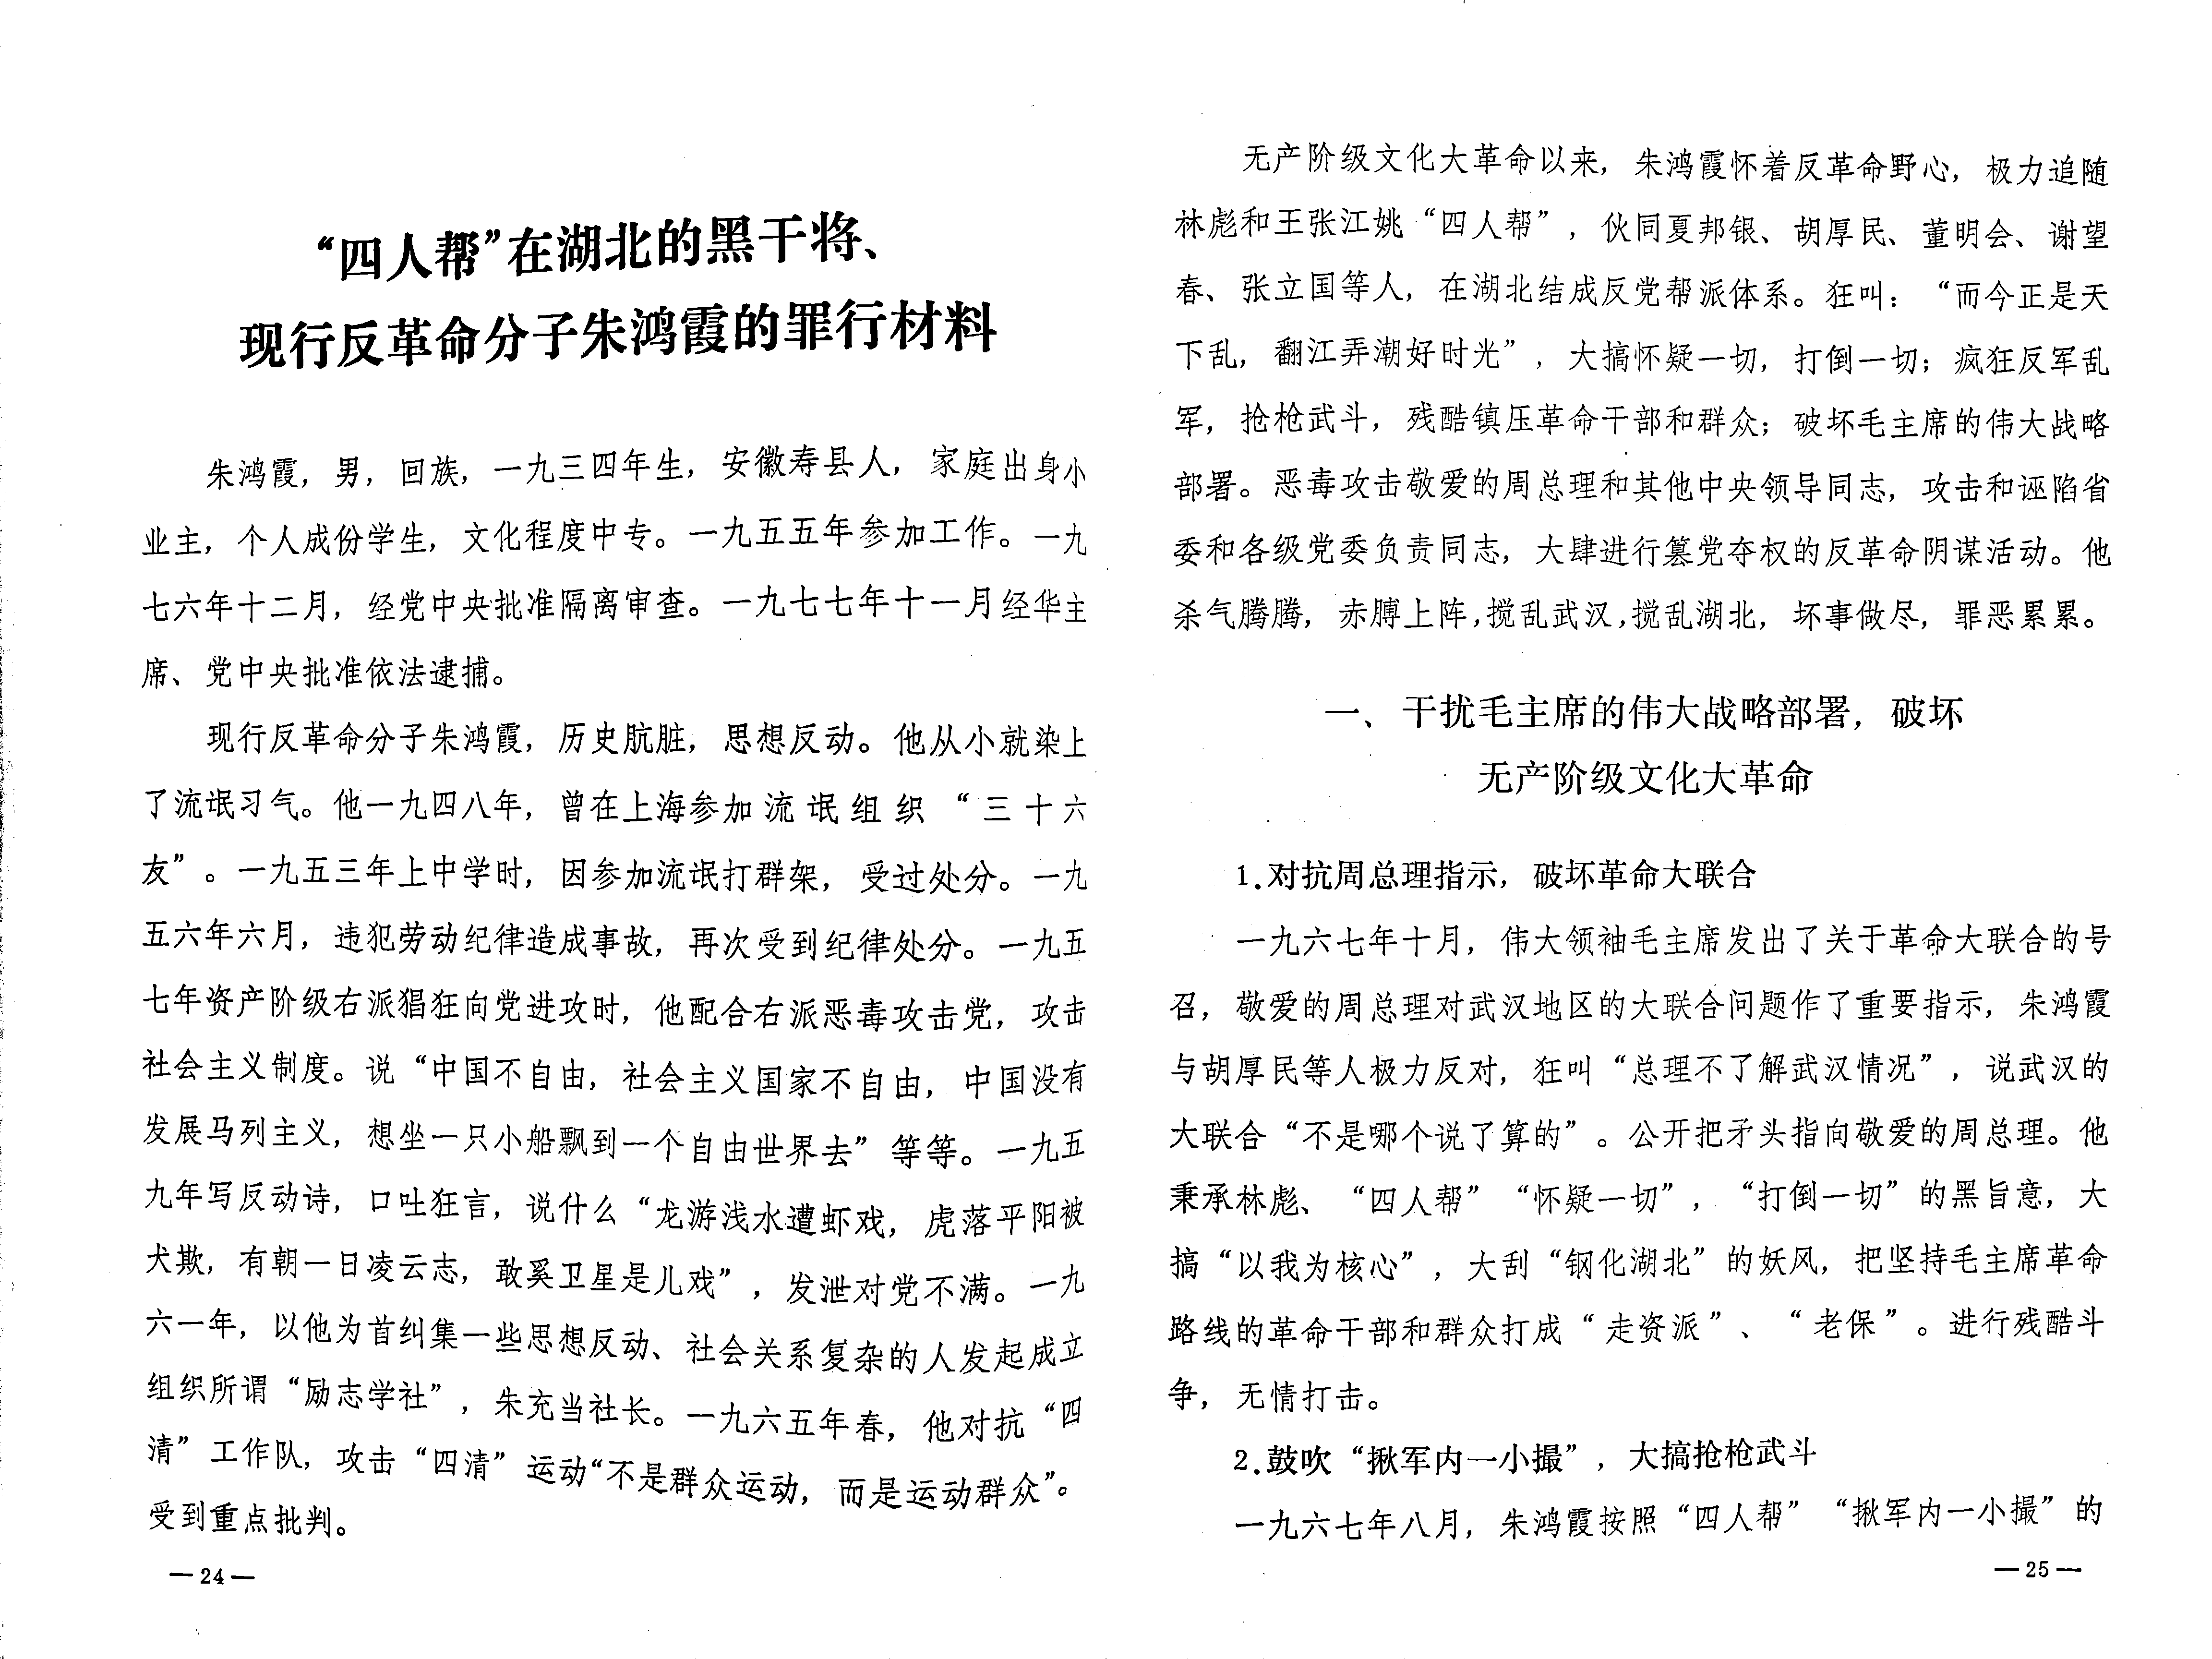 “四人帮”在湖北的黑干将、
现行反革命分子朱鸿霞的罪行材料
朱鸿霞，男，回族，一九三四年生，安徽寿县人，家庭出身小
业主，个人成份学生，文化程度中专。一九五五年参加工作。一九
七六年十二月，经党中央批准隔离审查。一九七七年十一月经华主
席、党中央批准依法逮捕。
现行反革命分子朱鸿霞，历史肮脏，思想反动。他从小就染上
了流氓习气。他一九四八年，曾在上海参加流氓组织“三十六
友”。一九五三年上中学时，因参加流氓打群架，受过处分。一九
五六年六月，违犯劳动纪律造成事故，再次受到纪律处分。一九五
七年资产阶级右派猖狂向党进攻时，他配合右派恶毒攻击党，攻击
社会主义制度。说“中国不自由，社会主义国家不自由，中国没有
发展马列主义，想坐一只小船飘到一个自由世界去”等等。一九五
九年写反动诗，口吐狂言，说什么“龙游浅水遭虾戏，虎落平阳被
犬欺，有朝一日凌云志，敢奚卫星是儿戏”，发泄对党不满。一九
六一年，以他为首纠集一些思想反动、社会关系复杂的人发起成立
组织所谓“励志学社”，朱充当社长。一九六五年春，他对抗“四
清”工作队，攻击“四清”运动“不是群众运动，而是运动群众”。
受到重点批判。
—24—
无产阶级文化大革命以来，朱鸿霞怀着反革命野心，极力追随
林彪和王张江姚“四人帮”，伙同夏邦银、胡厚民、董明会、谢望
春、张立国等人，在湖北结成反党帮派体系。狂叫：“而今正是天
下乱，翻江弄潮好时光”，大搞怀疑一切，打倒一切；疯狂反军乱
军，抢枪武斗，残酷镇压革命干部和群众；破坏毛主席的伟大战略
部署。恶毒攻击敬爱的周总理和其他中央领导同志，攻击和诬陷省
委和各级党委负责同志，大肆进行篡党夺权的反革命阴谋活动。他
杀气腾腾，赤膊上阵，搅乱武汉，搅乱湖北，坏事做尽，罪恶累累。
一、干扰毛主席的伟大战略部署，破坏
无产阶级文化大革命
1.对抗周总理指示，破坏革命大联合
一九六七年十月，伟大领袖毛主席发出了关于革命大联合的号
召，敬爱的周总理对武汉地区的大联合问题作了重要指示，朱鸿霞
与胡厚民等人极力反对，狂叫“总理不了解武汉情况”，说武汉的
大联合“不是哪个说了算的”。公开把矛头指向敬爱的周总理。他
秉承林彪、“四人帮”“怀疑一切”，“打倒一切”的黑旨意，大
搞“以我为核心”，大刮“钢化湖北”的妖风，把坚持毛主席革命
路线的革命干部和群众打成“走资派”、“老保”。进行残酷斗
争，无情打击。
2.鼓吹“揪军内一小撮”，大搞抢枪武斗
一九六七年八月，朱鸿霞按照“四人帮”“揪军内一小撮”的
—25—